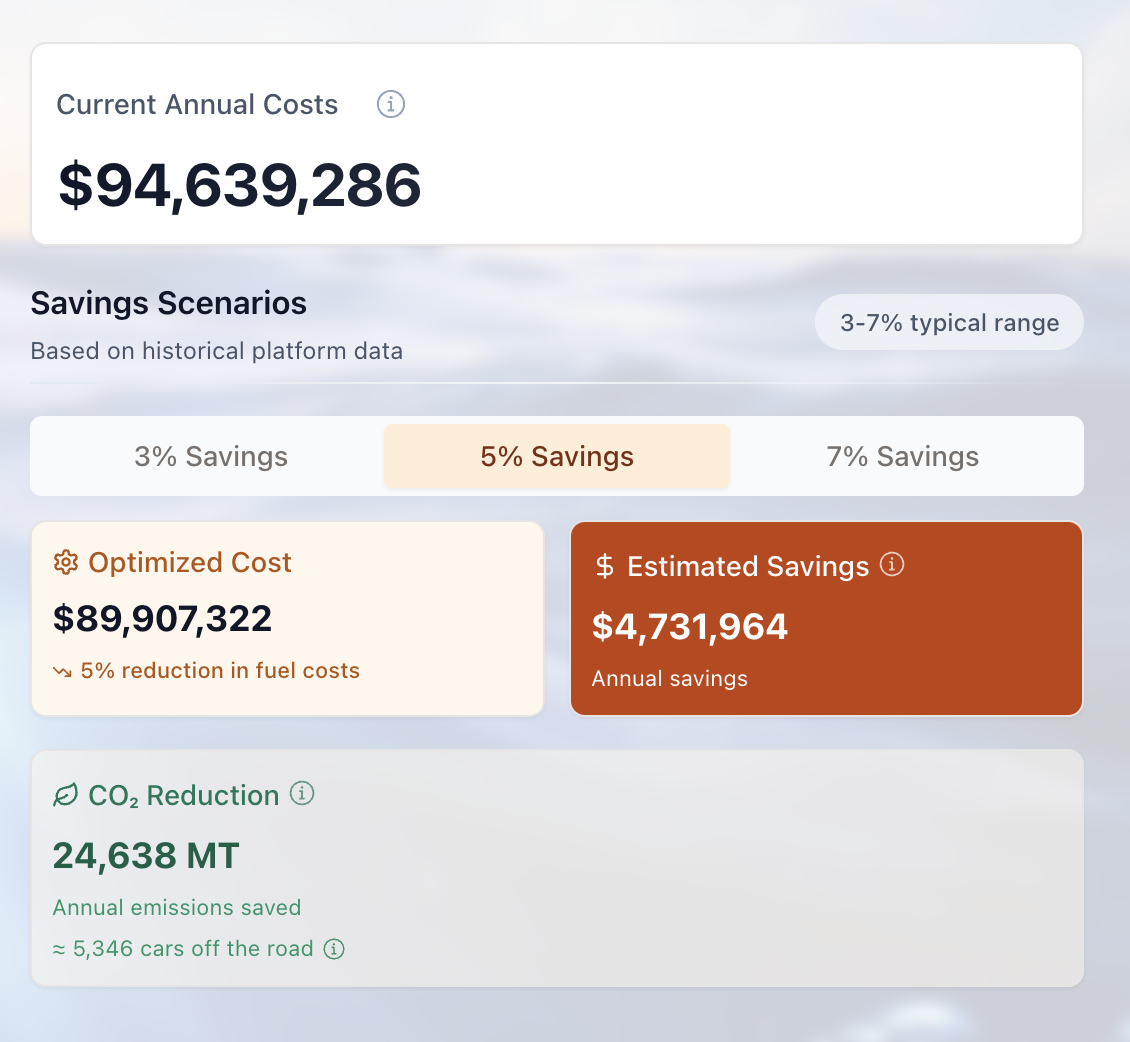 Current Annual Costs
$94,639,286
Savings Scenarios
Based on historical platform data
3-7% typical range
3% Savings
5% Savings
7% Savings
Optimized Cost
$89,907,322
5% reduction in fuel costs
$ Estimated Savings
$4,731,964
Annual savings
CO₂ Reduction
24,638 MT
Annual emissions saved
≈ 5,346 cars off the road